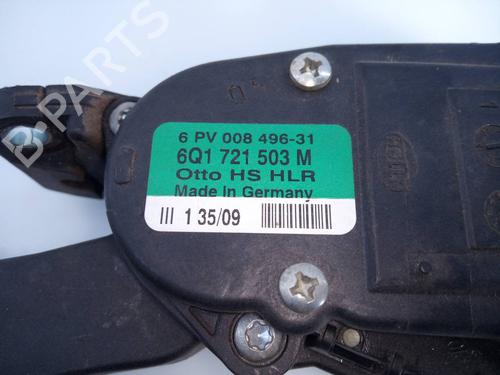 B-PARTS
6 PV 008 496-31
6Q1 721 503 M
Otto HS HLR
Made In Germany
III 1 35/09